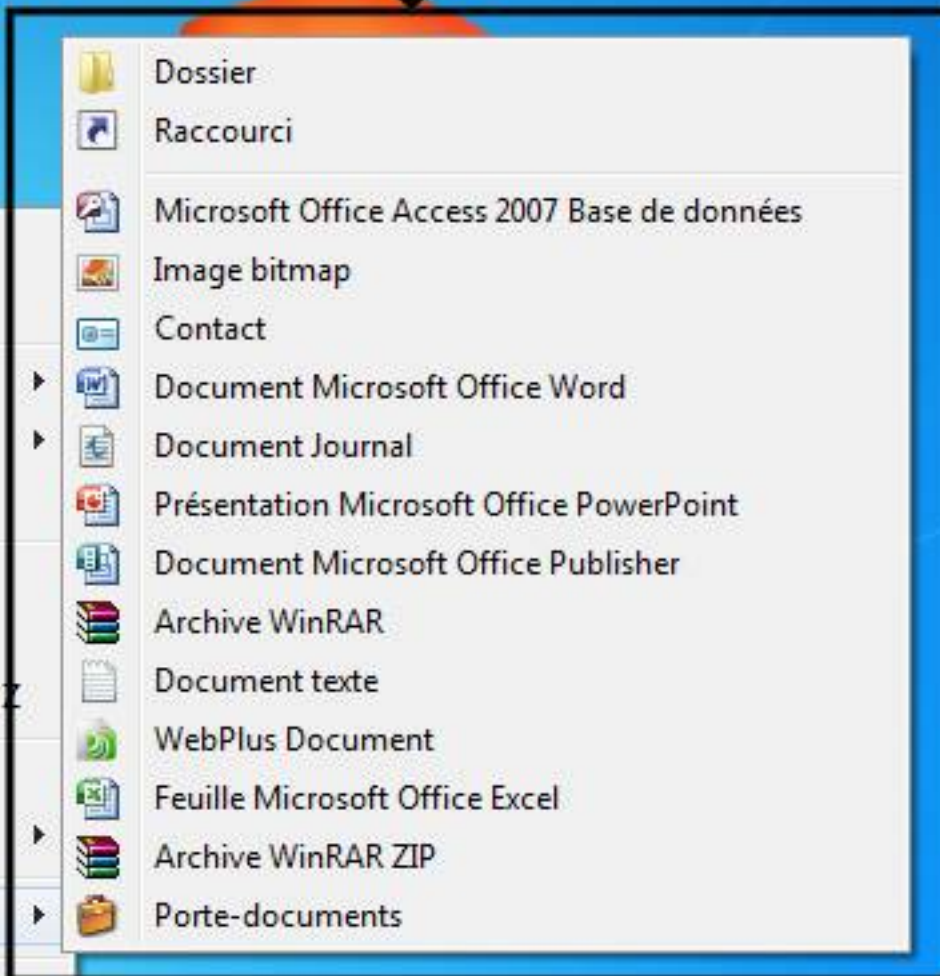 Dossier
Raccourci
Microsoft Office Access 2007 Base de données
Image bitmap
Contact
Document Microsoft Office Word
Document Journal
Présentation Microsoft Office PowerPoint
Document Microsoft Office Publisher
Archive WinRAR
Document texte
Z
WebPlus Document
Feuille Microsoft Office Excel
Archive WinRAR ZIP
Porte-documents